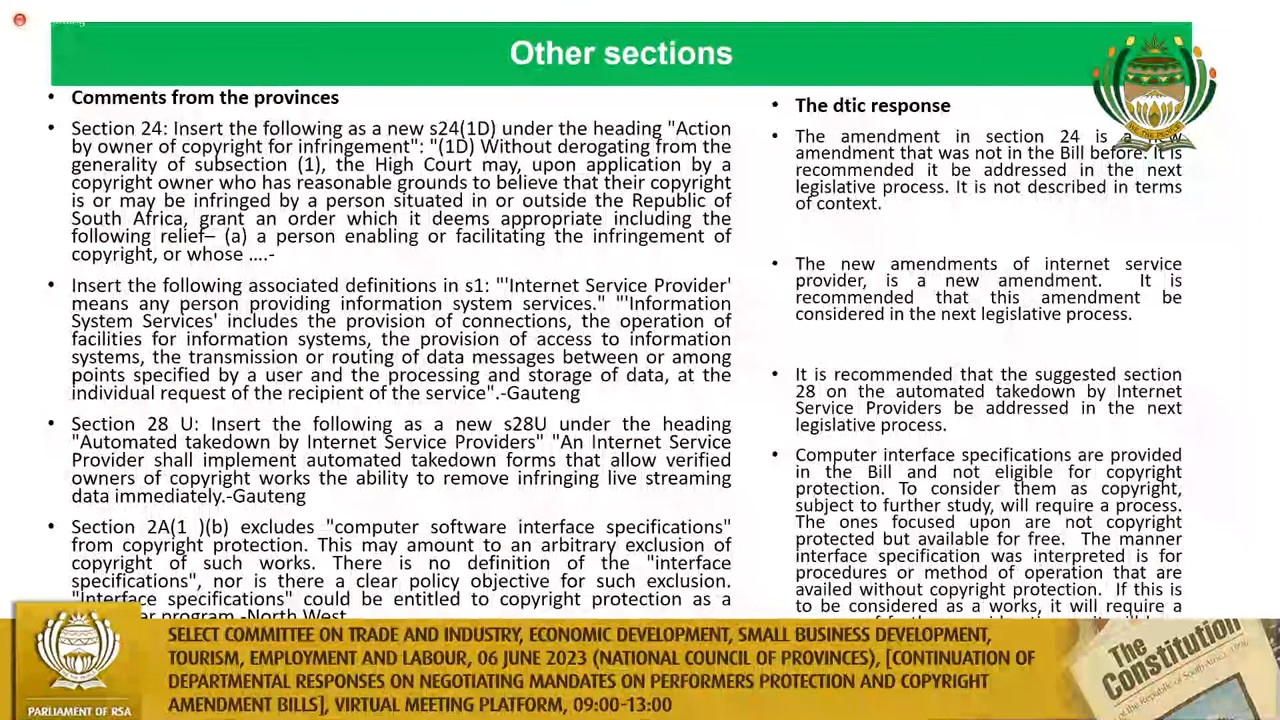 Other sections
• Comments from the provinces
• Section 24: Insert the following as a new s24(1D) under the heading "Action
by owner of copyright for infringement": "(1D) Without derogating from the
generality of subsection (1), the High Court may, upon application by a
copyright owner who has reasonable grounds to believe that their copyright
is or may be infringed by a person situated in or outside the Republic of
South Africa, grant an order which it deems appropriate including the
following relief– (a) a person enabling or facilitating the infringement of
copyright, or whose ....-
• Insert the following associated definitions in s1: "'Internet Service Provider'
means any person providing information system services." "'Information
System Services' includes the provision of connections, the operation of
facilities for information systems, the provision of access to information
systems, the transmission or routing of data messages between or among
points specified by a user and the processing and storage of data, at the
individual request of the recipient of the service".-Gauteng
• Section 28 U: Insert the following as a new s28U under the heading
"Automated takedown by Internet Service Providers" "An Internet Service
Provider shall implement automated takedown forms that allow verified
owners of copyright works the ability to remove infringing live streaming
data immediately.-Gauteng
• Section 2A(1 )(b) excludes "computer software interface specifications"
from copyright protection. This may amount to an arbitrary exclusion of
copyright of such works. There is no definition of the "interface
specifications", nor is there a clear policy objective for such exclusion.
"Interface specifications" could be entitled to copyright protection as a
program -North West
• The dtic response
• The amendment in section 24 is a
amendment that was not in the Bill before. It is
recommended it be addressed in the next
legislative process. It is not described in terms
of context.
• The new amendments of internet service
provider, is a new amendment. It is
recommended that this amendment be
considered in the next legislative process.
• It is recommended that the suggested section
28 on the automated takedown by Internet
Service Providers be addressed in the next
legislative process.
• Computer interface specifications are provided
in the Bill and not eligible for copyright
protection. To consider them as copyright,
subject to further study, will require a process.
The ones focused upon are not copyright
protected but available for free. The manner
interface specification was interpreted is for
procedures or method of operation that are
availed without copyright protection. If this is
to be considered as a works, it will require a
SELECT COMMITTEE ON TRADE AND INDUSTRY, ECONOMIC DEVELOPMENT, SMALL BUSINESS DEVELOPMENT,
TOURISM, EMPLOYMENT AND LABOUR, 06 JUNE 2023 (NATIONAL COUNCIL OF PROVINCES), [CONTINUATION OF
DEPARTMENTAL RESPONSES ON NEGOTIATING MANDATES ON PERFORMERS PROTECTION AND COPYRIGHT
AMENDMENT BILLS], VIRTUAL MEETING PLATFORM, 09:00-13:00
PARLIAMENT OF RSA
The
Constitution